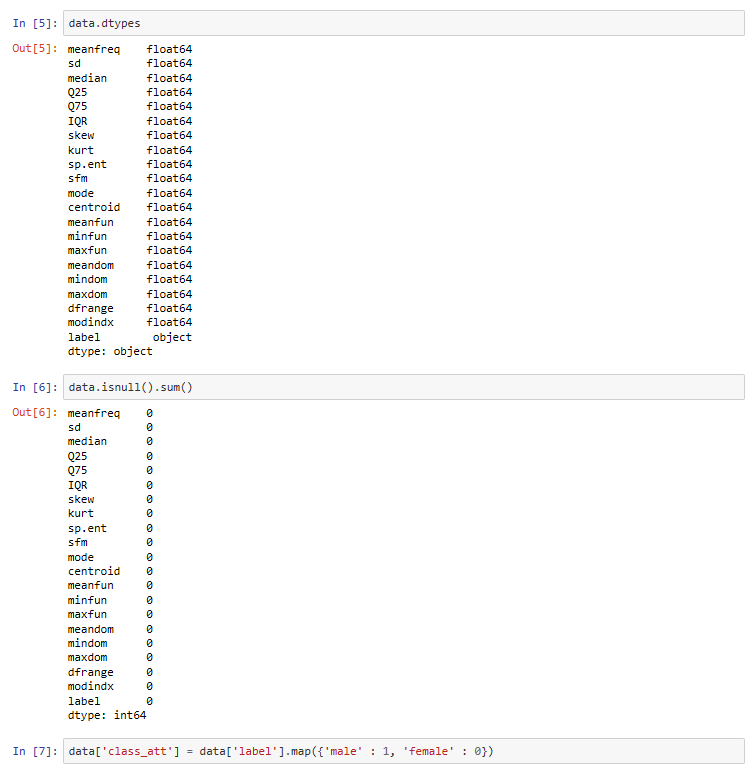 In [5]: data.dtypes
Out[5]: meanfreq float64
sd float64
median float64
Q25 float64
Q75 float64
IQR float64
skew float64
kurt float64
sp.ent float64
sfm float64
mode float64
centroid float64
meanfun float64
minfun float64
maxfun float64
meandom float64
mindom float64
maxdom float64
dfrange float64
modindx float64
label object
dtype: object
In [6]: data.isnull().sum()
Out[6]: meanfreq 0
sd 0
median 0
Q25 0
Q75 0
IQR 0
skew 0
kurt 0
sp.ent 0
sfm 0
mode 0
centroid 0
meanfun 0
minfun 0
maxfun 0
meandom 0
mindom 0
maxdom 0
dfrange 0
modindx 0
label 0
dtype: int64
In [7]: data['class_att'] = data['label'].map({'male' : 1, 'female' : 0})